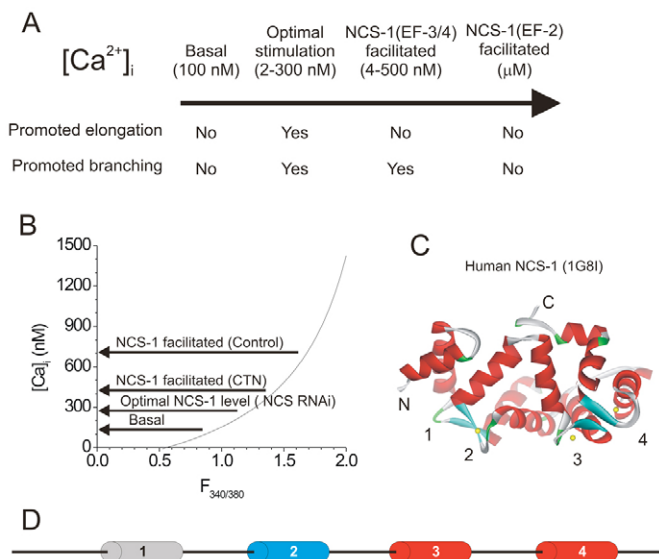 A
[Ca²⁺]i
Basal
(100 nM)
Optimal
stimulation
(2-300 nM)
NCS-1(EF-3/4)
facilitated
(4-500 nM)
NCS-1(EF-2)
facilitated
(μM)
Promoted elongation No Yes No No
Promoted branching No Yes Yes No
B
[Ca]i (nM)
1500
1200
900
600
300
0
NCS-1 facilitated (Control)
NCS-1 facilitated (CTN)
Optimal NCS-1 level ( NCS RNAi)
Basal
0.0 0.5 1.0 1.5 2.0
F340/380
C
Human NCS-1 (1G8I)
C
N
1
2
3
4
D
1 2 3 4